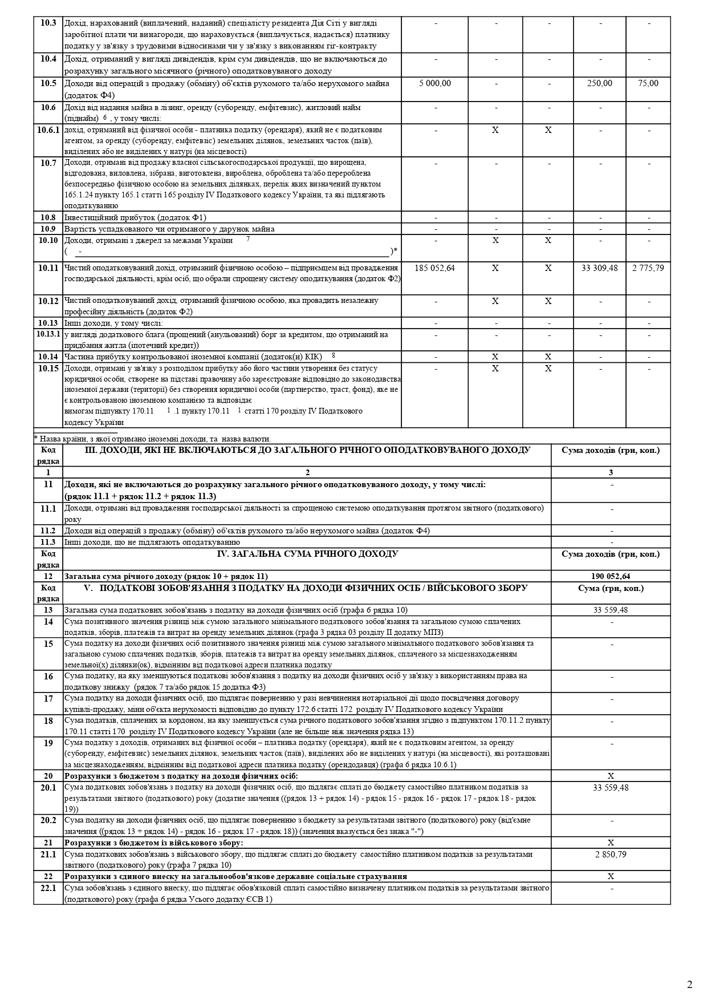 10.3 Дохід, нарахований (виплачений, наданий) спеціалісту резидента Дія Сіті у вигляді - - - - -
заробітної плати чи винагороди, що нараховується (виплачується, надається) платнику
податку у зв'язку з трудовими відносинами чи у зв'язку з виконанням гіг-контракту
10.4 Дохід, отриманий у вигляді дивідендів, крім сум дивідендів, що не включаються до - - - - -
розрахунку загального місячного (річного) оподатковуваного доходу
10.5 Доходи від операцій з продажу (обміну) об'єктів рухомого та/або нерухомого майна 5 000,00 - - 250,00 75,00
(додаток Ф4)
10.6 Дохід від надання майна в лізинг, оренду (суборенду, емфітевзис), житловий найм - - - - -
(піднайм) 6 , у тому числі:
10.6.1 дохід, отриманий від фізичної особи - платника податку (орендаря), який не є податковим - X X - -
агентом, за оренду (суборенду, емфітевзіс) земельних ділянок, земельних часток (паїв),
виділених або не виділених у натурі (на місцевості)
10.7 Доходи, отримані від продажу власної сільськогосподарської продукції, що вирощена, - - - - -
відгодована, виловлена, зібрана, виготовлена, вироблена, оброблена та/або перероблена
безпосередньо фізичною особою на земельних ділянках, перелік яких визначений пунктом
165.1.24 пункту 165.1 статті 165 розділу IV Податкового кодексу України, та які підлягають
оподаткуванню
10.8 Інвестиційний прибуток (додаток Ф1) - - - - -
10.9 Вартість успадкованого чи отриманого у дарунок майна - - - - -
10.10 Доходи, отримані з джерел за межами України 7 - X X - -
( - )*
10.11 Чистий оподатковуваний дохід, отриманий фізичною особою – підприємцем від провадження 185 052,64 X X 33 309,48 2 775,79
господарської діяльності, крім осіб, що обрали спрощену систему оподаткування (додаток Ф2)
10.12 Чистий оподатковуваний дохід, отриманий фізичною особою, яка провадить незалежну - X X - -
професійну діяльність (додаток Ф2)
10.13 Інші доходи, у тому числі: - - - - -
10.13.1 у вигляді додаткового блага (прощений (анульований) борг за кредитом, що отриманий на - - - - -
придбання житла (іпотечний кредит))
10.14 Частина прибутку контрольованої іноземної компанії (додаток(и) КІК) 8 - X X - -
10.15 Доходи, отримані у зв'язку з розподілом прибутку або його частини утворення без статусу - X X - -
юридичної особи, створене на підставі правочину або зареєстроване відповідно до законодавства
іноземної держави (території) без створення юридичної особи (партнерство, траст, фонд), яке не
є контрольованою іноземною компанією та відповідає
вимогам підпункту 170.11 1 .1 пункту 170.11 1 статті 170 розділу IV Податкового
кодексу України
* Назва країни, з якої отримано іноземні доходи, та назва валюти.
Код III. ДОХОДИ, ЯКІ НЕ ВКЛЮЧАЮТЬСЯ ДО ЗАГАЛЬНОГО РІЧНОГО ОПОДАТКОВУВАНОГО ДОХОДУ Сума доходів (грн, коп.)
рядка
1 2 3
11 Доходи, які не включаються до розрахунку загального річного оподатковуваного доходу, у тому числі: -
(рядок 11.1 + рядок 11.2 + рядок 11.3)
11.1 Доходи, отримані від провадження господарської діяльності за спрощеною системою оподаткування протягом звітного (податкового) -
року
11.2 Доходи від операцій з продажу (обміну) об'єктів рухомого та/або нерухомого майна (додаток Ф4) -
11.3 Інші доходи, що не підлягають оподаткуванню -
Код IV. ЗАГАЛЬНА СУМА РІЧНОГО ДОХОДУ Сума доходів (грн, коп.)
рядка
12 Загальна сума річного доходу (рядок 10 + рядок 11) 190 052,64
Код V. ПОДАТКОВІ ЗОБОВ'ЯЗАННЯ З ПОДАТКУ НА ДОХОДИ ФІЗИЧНИХ ОСІБ / ВІЙСЬКОВОГО ЗБОРУ Сума (грн, коп.)
рядка
13 Загальна сума податкових зобов'язань з податку на доходи фізичних осіб (графа 6 рядка 10) 33 559,48
14 Сума позитивного значення різниці між сумою загального мінімального податкового зобов'язання та загальною сумою сплачених -
податків, зборів, платежів та витрат на оренду земельних ділянок (графа 3 рядка 03 розділу II додатку МПЗ)
15 Сума податку на доходи фізичних осіб позитивного значення різниці між сумою загального мінімального податкового зобов'язання та -
загальною сумою сплачених податків, зборів, платежів та витрат на оренду земельних ділянок, сплаченого за місцезнаходженням
земельної(х) ділянки(ок), відмінним від податкової адреси платника податку
16 Сума податку, на яку зменшуються податкові зобов'язання з податку на доходи фізичних осіб у зв'язку з використанням права на -
податкову знижку (рядок 7 та/або рядок 15 додатка Ф3)
17 Сума податку на доходи фізичних осіб, що підлягає поверненню у разі невчинення нотаріальної дії щодо посвідчення договору -
купівлі-продажу, міни об'єкта нерухомості відповідно до пункту 172.6 статті 172 розділу IV Податкового кодексу України
18 Сума податків, сплачених за кордоном, на яку зменшується сума річного податкового зобов'язання згідно з підпунктом 170.11.2 пункту -
170.11 статті 170 розділу IV Податкового кодексу України (але не більше ніж значення рядка 13)
19 Сума податку з доходів, отриманих від фізичної особи – платника податку (орендаря), який не є податковим агентом, за оренду -
(суборенду, емфітевзис) земельних ділянок, земельних часток (паїв), виділених або не виділених у натурі (на місцевості), які розташовані
за місцезнаходженням, відмінним від податкової адреси платника податку (орендодавця) (графа 6 рядка 10.6.1)
20 Розрахунки з бюджетом з податку на доходи фізичних осіб: X
20.1 Сума податкових зобов'язань з податку на доходи фізичних осіб, що підлягає сплаті до бюджету самостійно платником податків за 33 559,48
результатами звітного (податкового) року (додатне значення ((рядок 13 + рядок 14) - рядок 15 - рядок 16 - рядок 17 - рядок 18 - рядок
19))
20.2 Сума податку на доходи фізичних осіб, що підлягає поверненню з бюджету за результатами звітного (податкового) року (від'ємне -
значення ((рядок 13 + рядок 14) - рядок 16 - рядок 17 - рядок 18)) (значення вказується без знака "-")
21 Розрахунки з бюджетом із військового збору: X
21.1 Сума податкових зобов'язань з військового збору, що підлягає сплаті до бюджету самостійно платником податків за результатами 2 850,79
звітного (податкового) року (графа 7 рядка 10)
22 Розрахунки з єдиного внеску на загальнообов'язкове державне соціальне страхування X
22.1 Сума зобов'язань з єдиного внеску, що підлягає обов'язковій сплаті самостійно визначену платником податків за результатами звітного -
(податкового) року (графа 6 рядка Усього додатку ЄСВ 1)
2